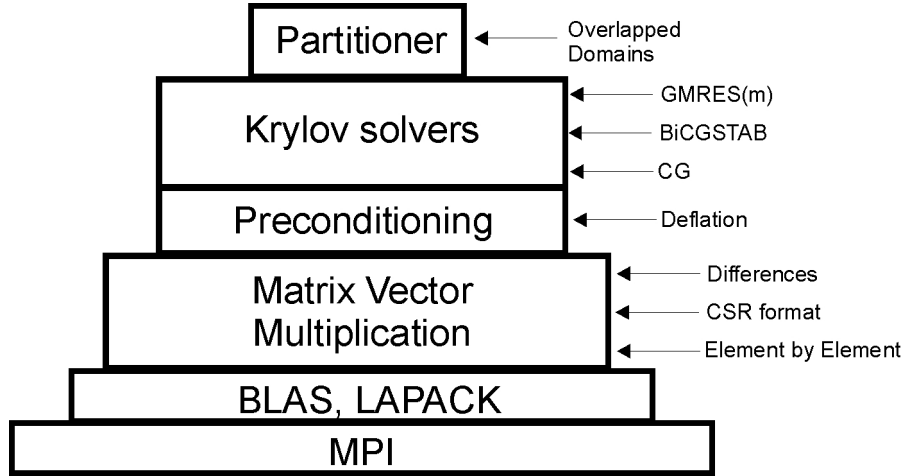 Partitioner
Overlapped
Domains
Krylov solvers
GMRES(m)
BiCGSTAB
CG
Preconditioning
Deflation
Matrix Vector
Multiplication
Differences
CSR format
Element by Element
BLAS, LAPACK
MPI